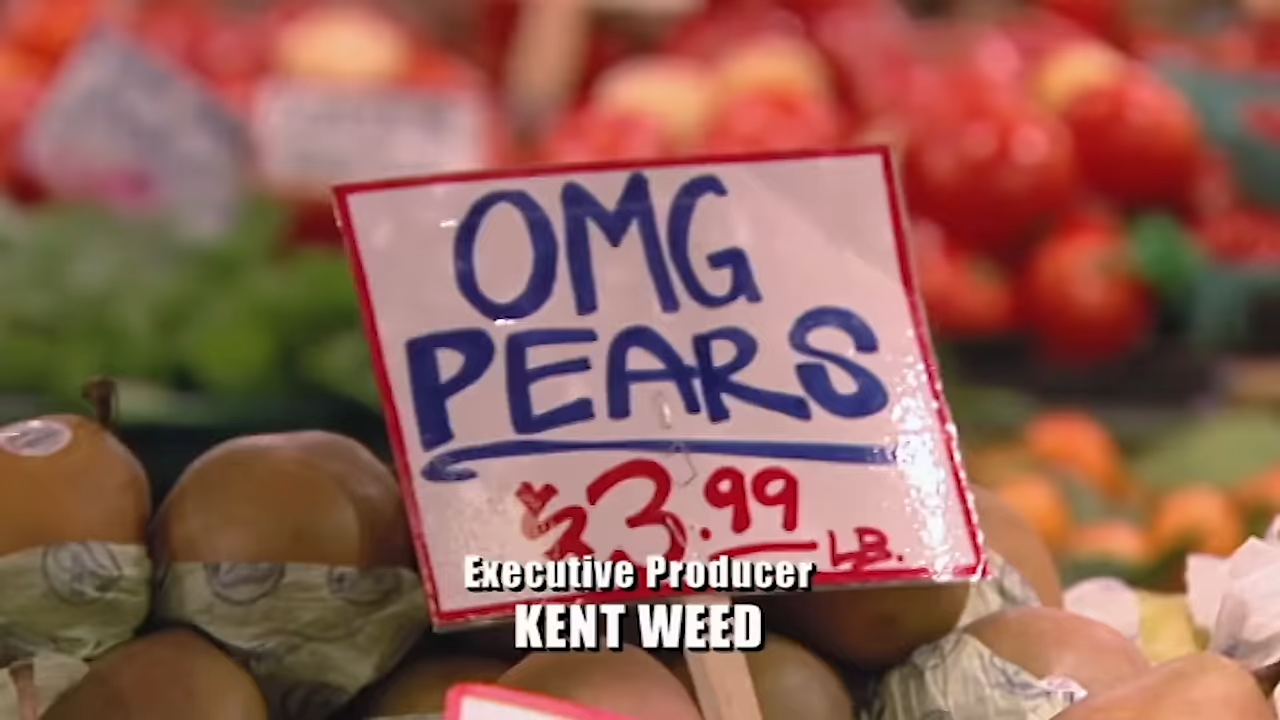 OMG
PEARS
$3.99 LB.
Executive Producer
KENT WEED